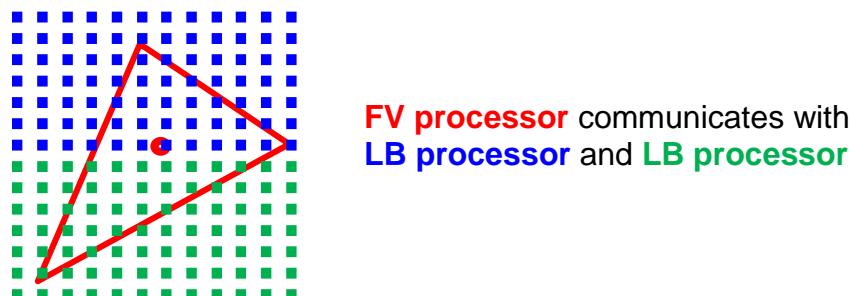 FV processor communicates with
LB processor and LB processor